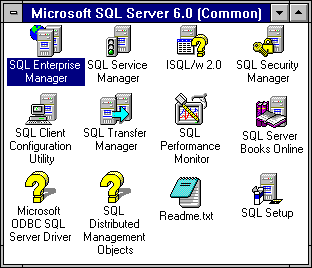 Microsoft SQL Server 6.0 (Common)
SQL Enterprise
Manager
SQL Service
Manager
ISQL/w 2.0
SQL Security
Manager
SQL Client
Configuration
Utility
SQL Transfer
Manager
SQL
Performance
Monitor
SQL Server
Books Online
Microsoft
ODBC SQL
Server Driver
SQL
Distributed
Management
Objects
Readme.txt
SQL Setup